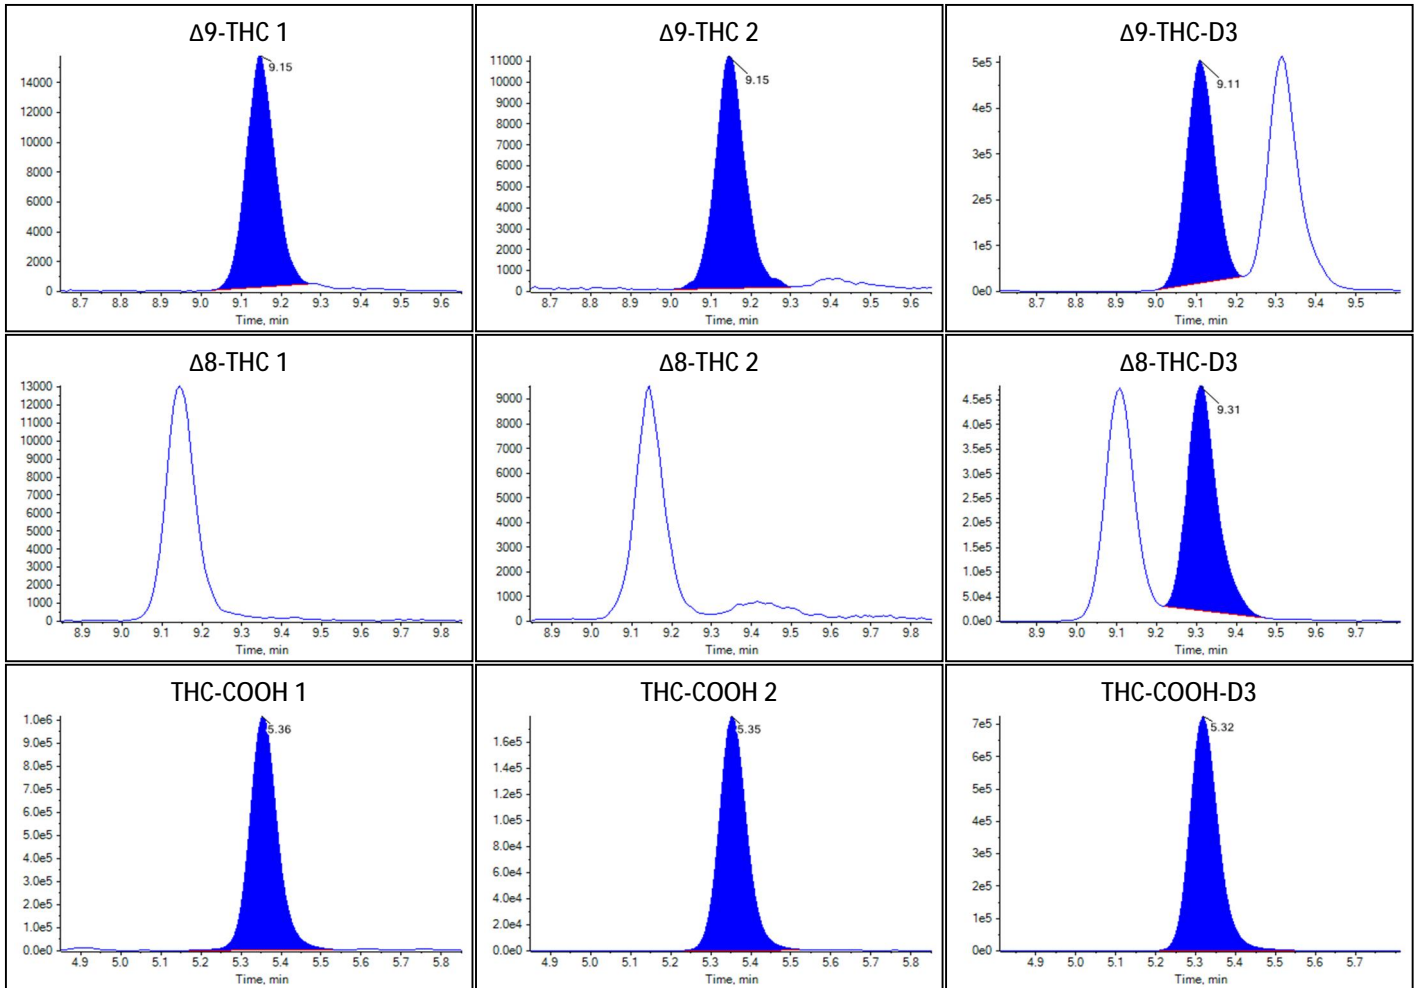 Δ9-THC 1
14000
12000
10000
8000
6000
4000
2000
0
9.15
8.7 8.8 8.9 9.0 9.1 9.2 9.3 9.4 9.5 9.6
Time, min
Δ9-THC 2
11000
10000
9000
8000
7000
6000
5000
4000
3000
2000
1000
0
9.15
8.7 8.8 8.9 9.0 9.1 9.2 9.3 9.4 9.5 9.6
Time, min
Δ9-THC-D3
5e5
4e5
3e5
2e5
1e5
0e0
9.11
8.7 8.8 8.9 9.0 9.1 9.2 9.3 9.4 9.5
Time, min
Δ8-THC 1
13000
12000
11000
10000
9000
8000
7000
6000
5000
4000
3000
2000
1000
0
8.9 9.0 9.1 9.2 9.3 9.4 9.5 9.6 9.7 9.8
Time, min
Δ8-THC 2
9000
8000
7000
6000
5000
4000
3000
2000
1000
0
8.9 9.0 9.1 9.2 9.3 9.4 9.5 9.6 9.7 9.8
Time, min
Δ8-THC-D3
4.5e5
4.0e5
3.5e5
3.0e5
2.5e5
2.0e5
1.5e5
1.0e5
5.0e4
0.0e0
9.31
8.9 9.0 9.1 9.2 9.3 9.4 9.5 9.6 9.7
Time, min
THC-COOH 1
1.0e6
9.0e5
8.0e5
7.0e5
6.0e5
5.0e5
4.0e5
3.0e5
2.0e5
1.0e5
0.0e0
5.36
4.9 5.0 5.1 5.2 5.3 5.4 5.5 5.6 5.7 5.8
Time, min
THC-COOH 2
1.6e5
1.4e5
1.2e5
1.0e5
8.0e4
6.0e4
4.0e4
2.0e4
0.0e0
5.35
4.9 5.0 5.1 5.2 5.3 5.4 5.5 5.6 5.7 5.8
Time, min
THC-COOH-D3
7e5
6e5
5e5
4e5
3e5
2e5
1e5
0e0
5.32
4.9 5.0 5.1 5.2 5.3 5.4 5.5 5.6 5.7
Time, min